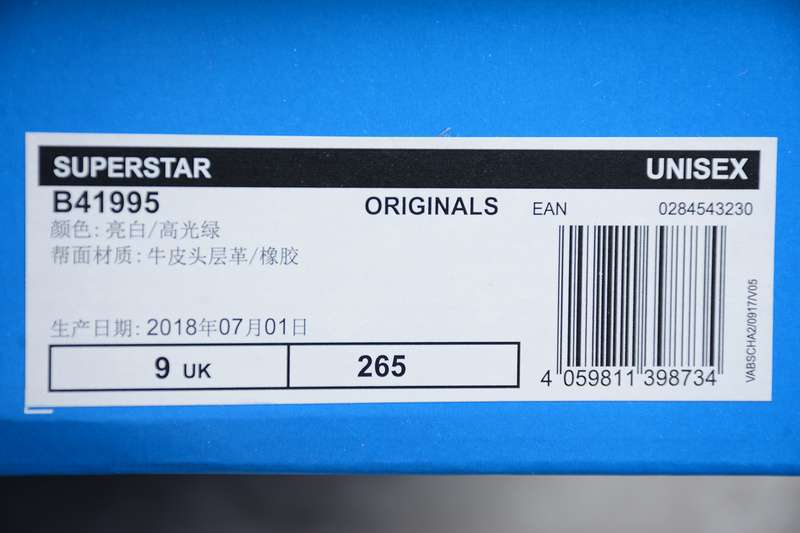 SUPERSTAR UNISEX
B41995 ORIGINALS EAN 0284543230
颜色: 亮白/高光绿
帮面材质: 牛皮头层革/橡胶
生产日期: 2018年07月01日
9 UK 265
4 059811 398734
VABSCHA2/0917/V05